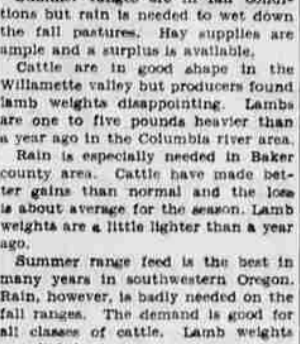 tions but rain is needed to wet down
the fall pastures. Hay supplies are
ample and a surplus is available.
Cattle are in good shape in the
Willamette valley but producers found
lamb weights disappointing. Lambs
are one to five pounds heavier than
a year ago in the Columbia river area.
Rain is especially needed in Baker
county area. Cattle have made bet-
ter gains than normal and the loss
is about average for the season. Lamb
weights are a little lighter than a year
ago.
Summer range feed is the best in
many years in southwestern Oregon.
Rain, however, is badly needed on the
fall ranges. The demand is good for
all classes of cattle. Lamb weights